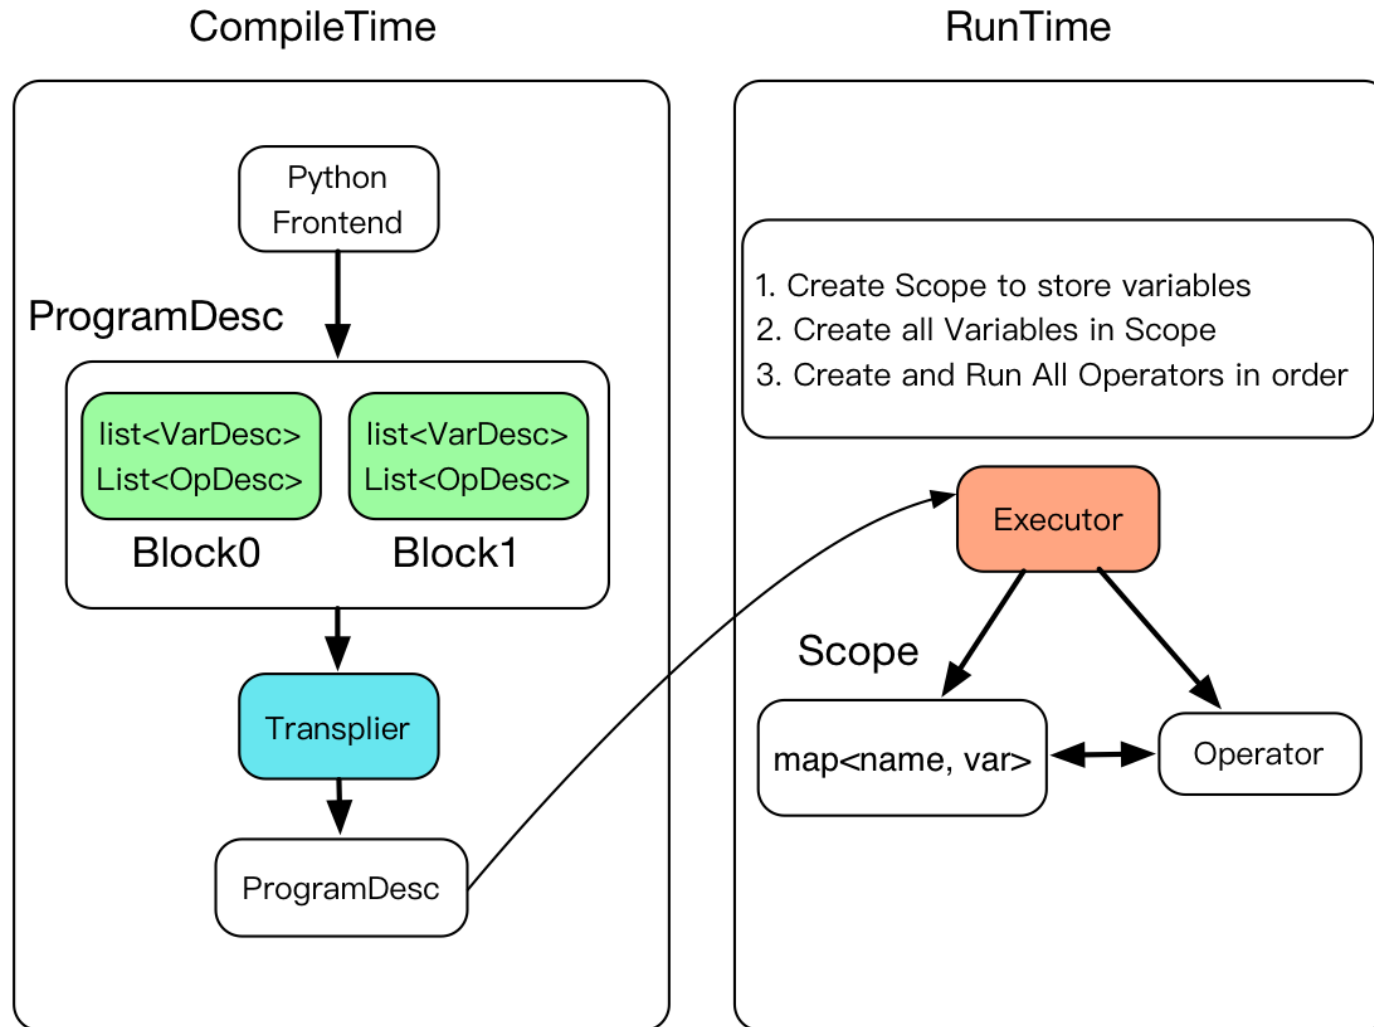 CompileTime
Python
Frontend
ProgramDesc
list<VarDesc>
List<OpDesc>
Block0
list<VarDesc>
List<OpDesc>
Block1
Transplier
ProgramDesc
RunTime
1. Create Scope to store variables
2. Create all Variables in Scope
3. Create and Run All Operators in order
Executor
Scope
map<name, var>
Operator